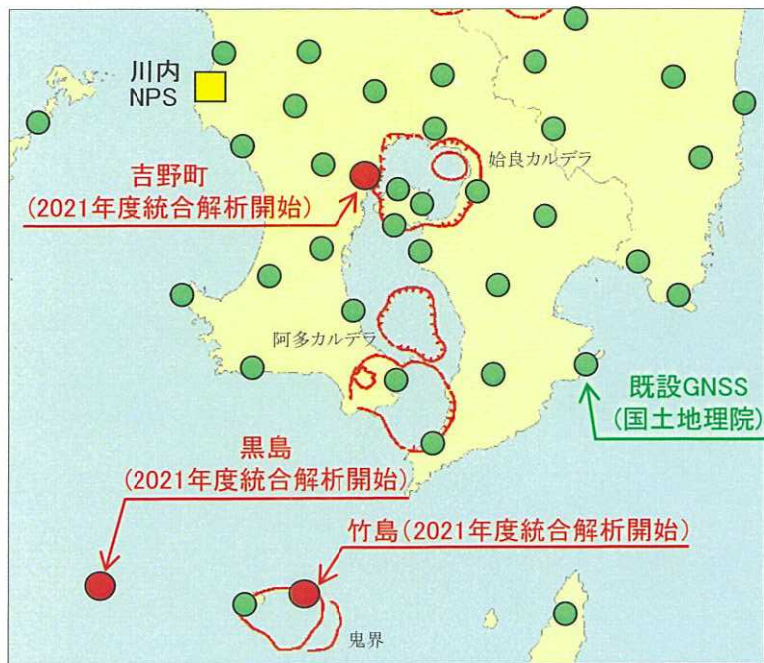 川内
NPS
姶良カルデラ
吉野町
(2021年度統合解析開始)
阿多カルデラ
既設GNSS
(国土地理院)
黒島
(2021年度統合解析開始)
竹島(2021年度統合解析開始)
鬼界